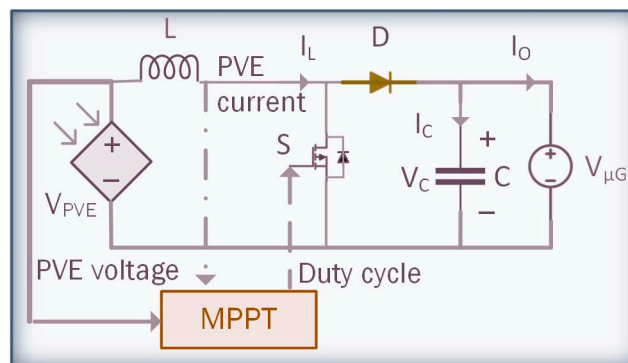 L
PVE
current
I_L
D
I_O
S
I_C
+
V_C
C
−
+
−
V_μG
+
−
V_PVE
PVE voltage
Duty cycle
MPPT